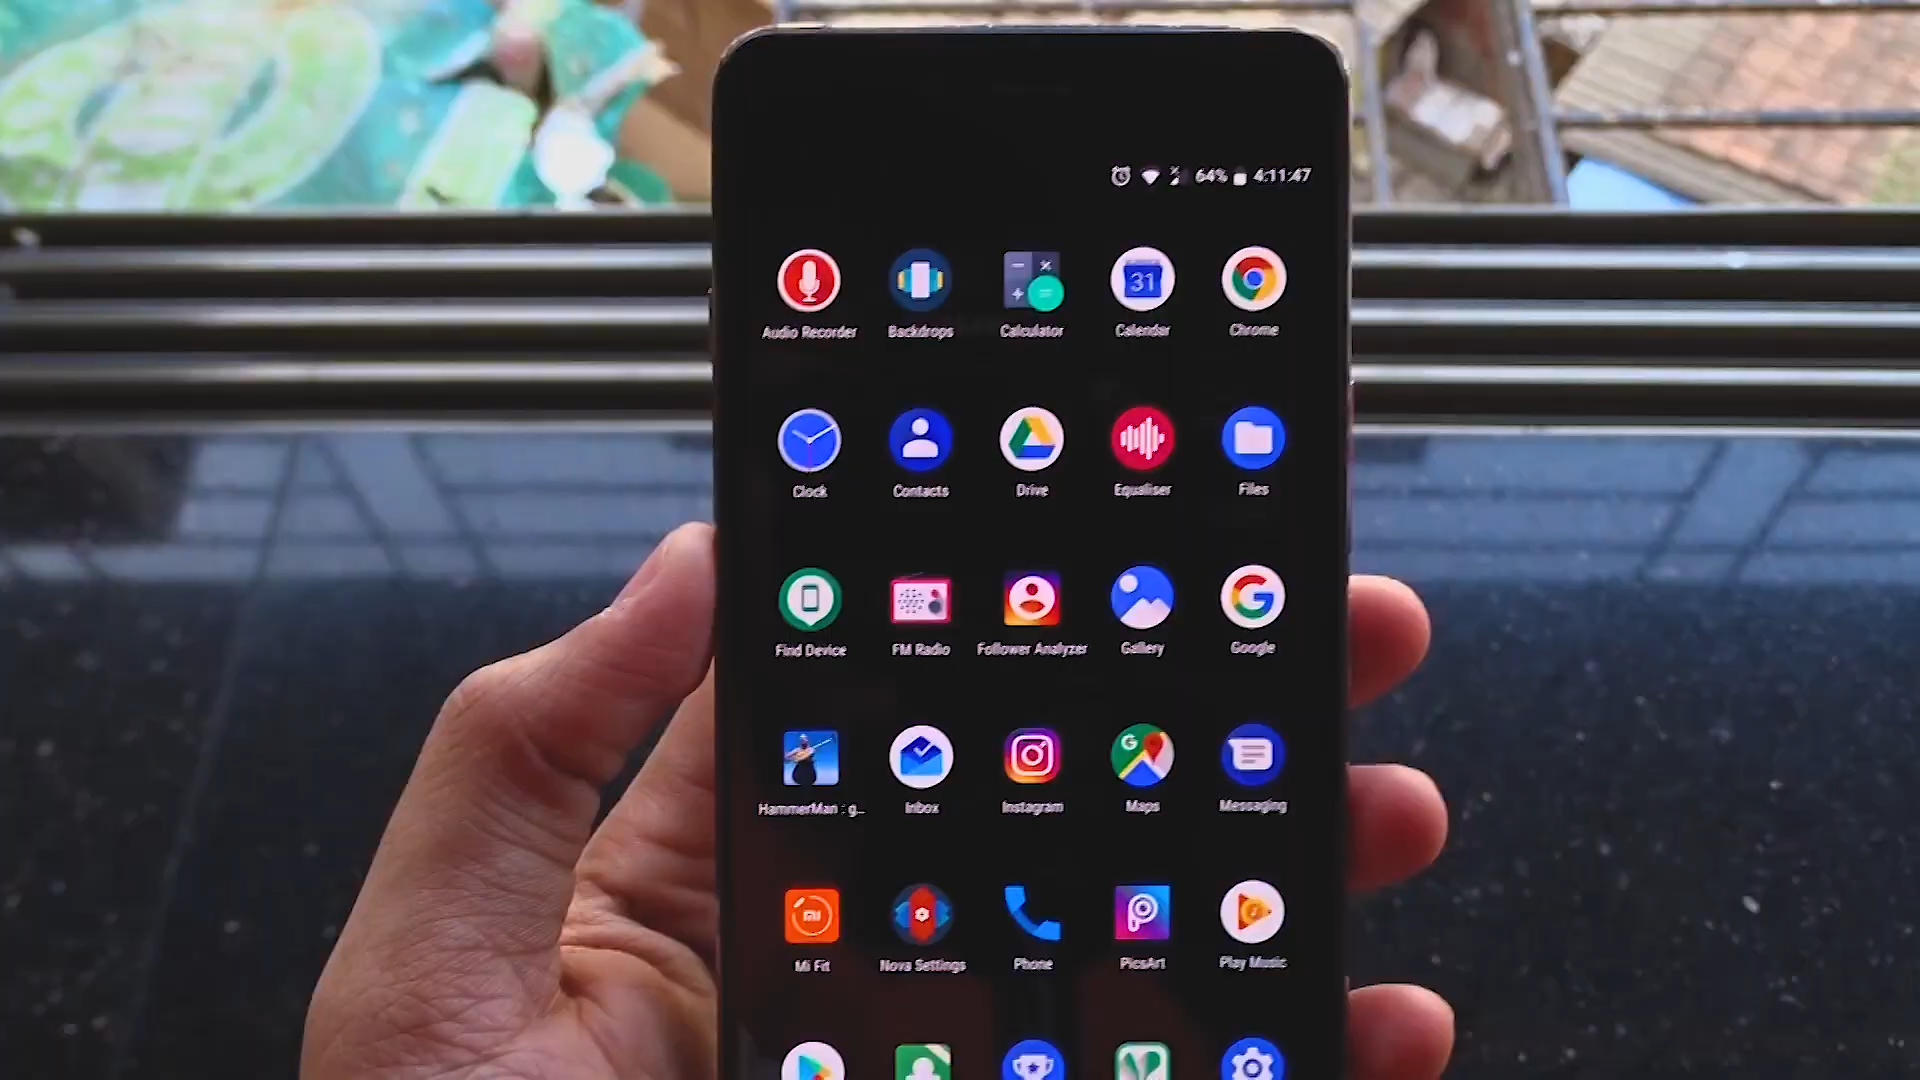 64% 4:11:47
Audio Recorder Backdrops Calculator Calendar Chrome
Clock Contacts Drive Equaliser Files
Find Device FM Radio Follower Analyzer Gallery Google
HammerMan : g... Inbox Instagram Maps Messaging
Mi Fit Nova Settings Phone PicsArt Play Music